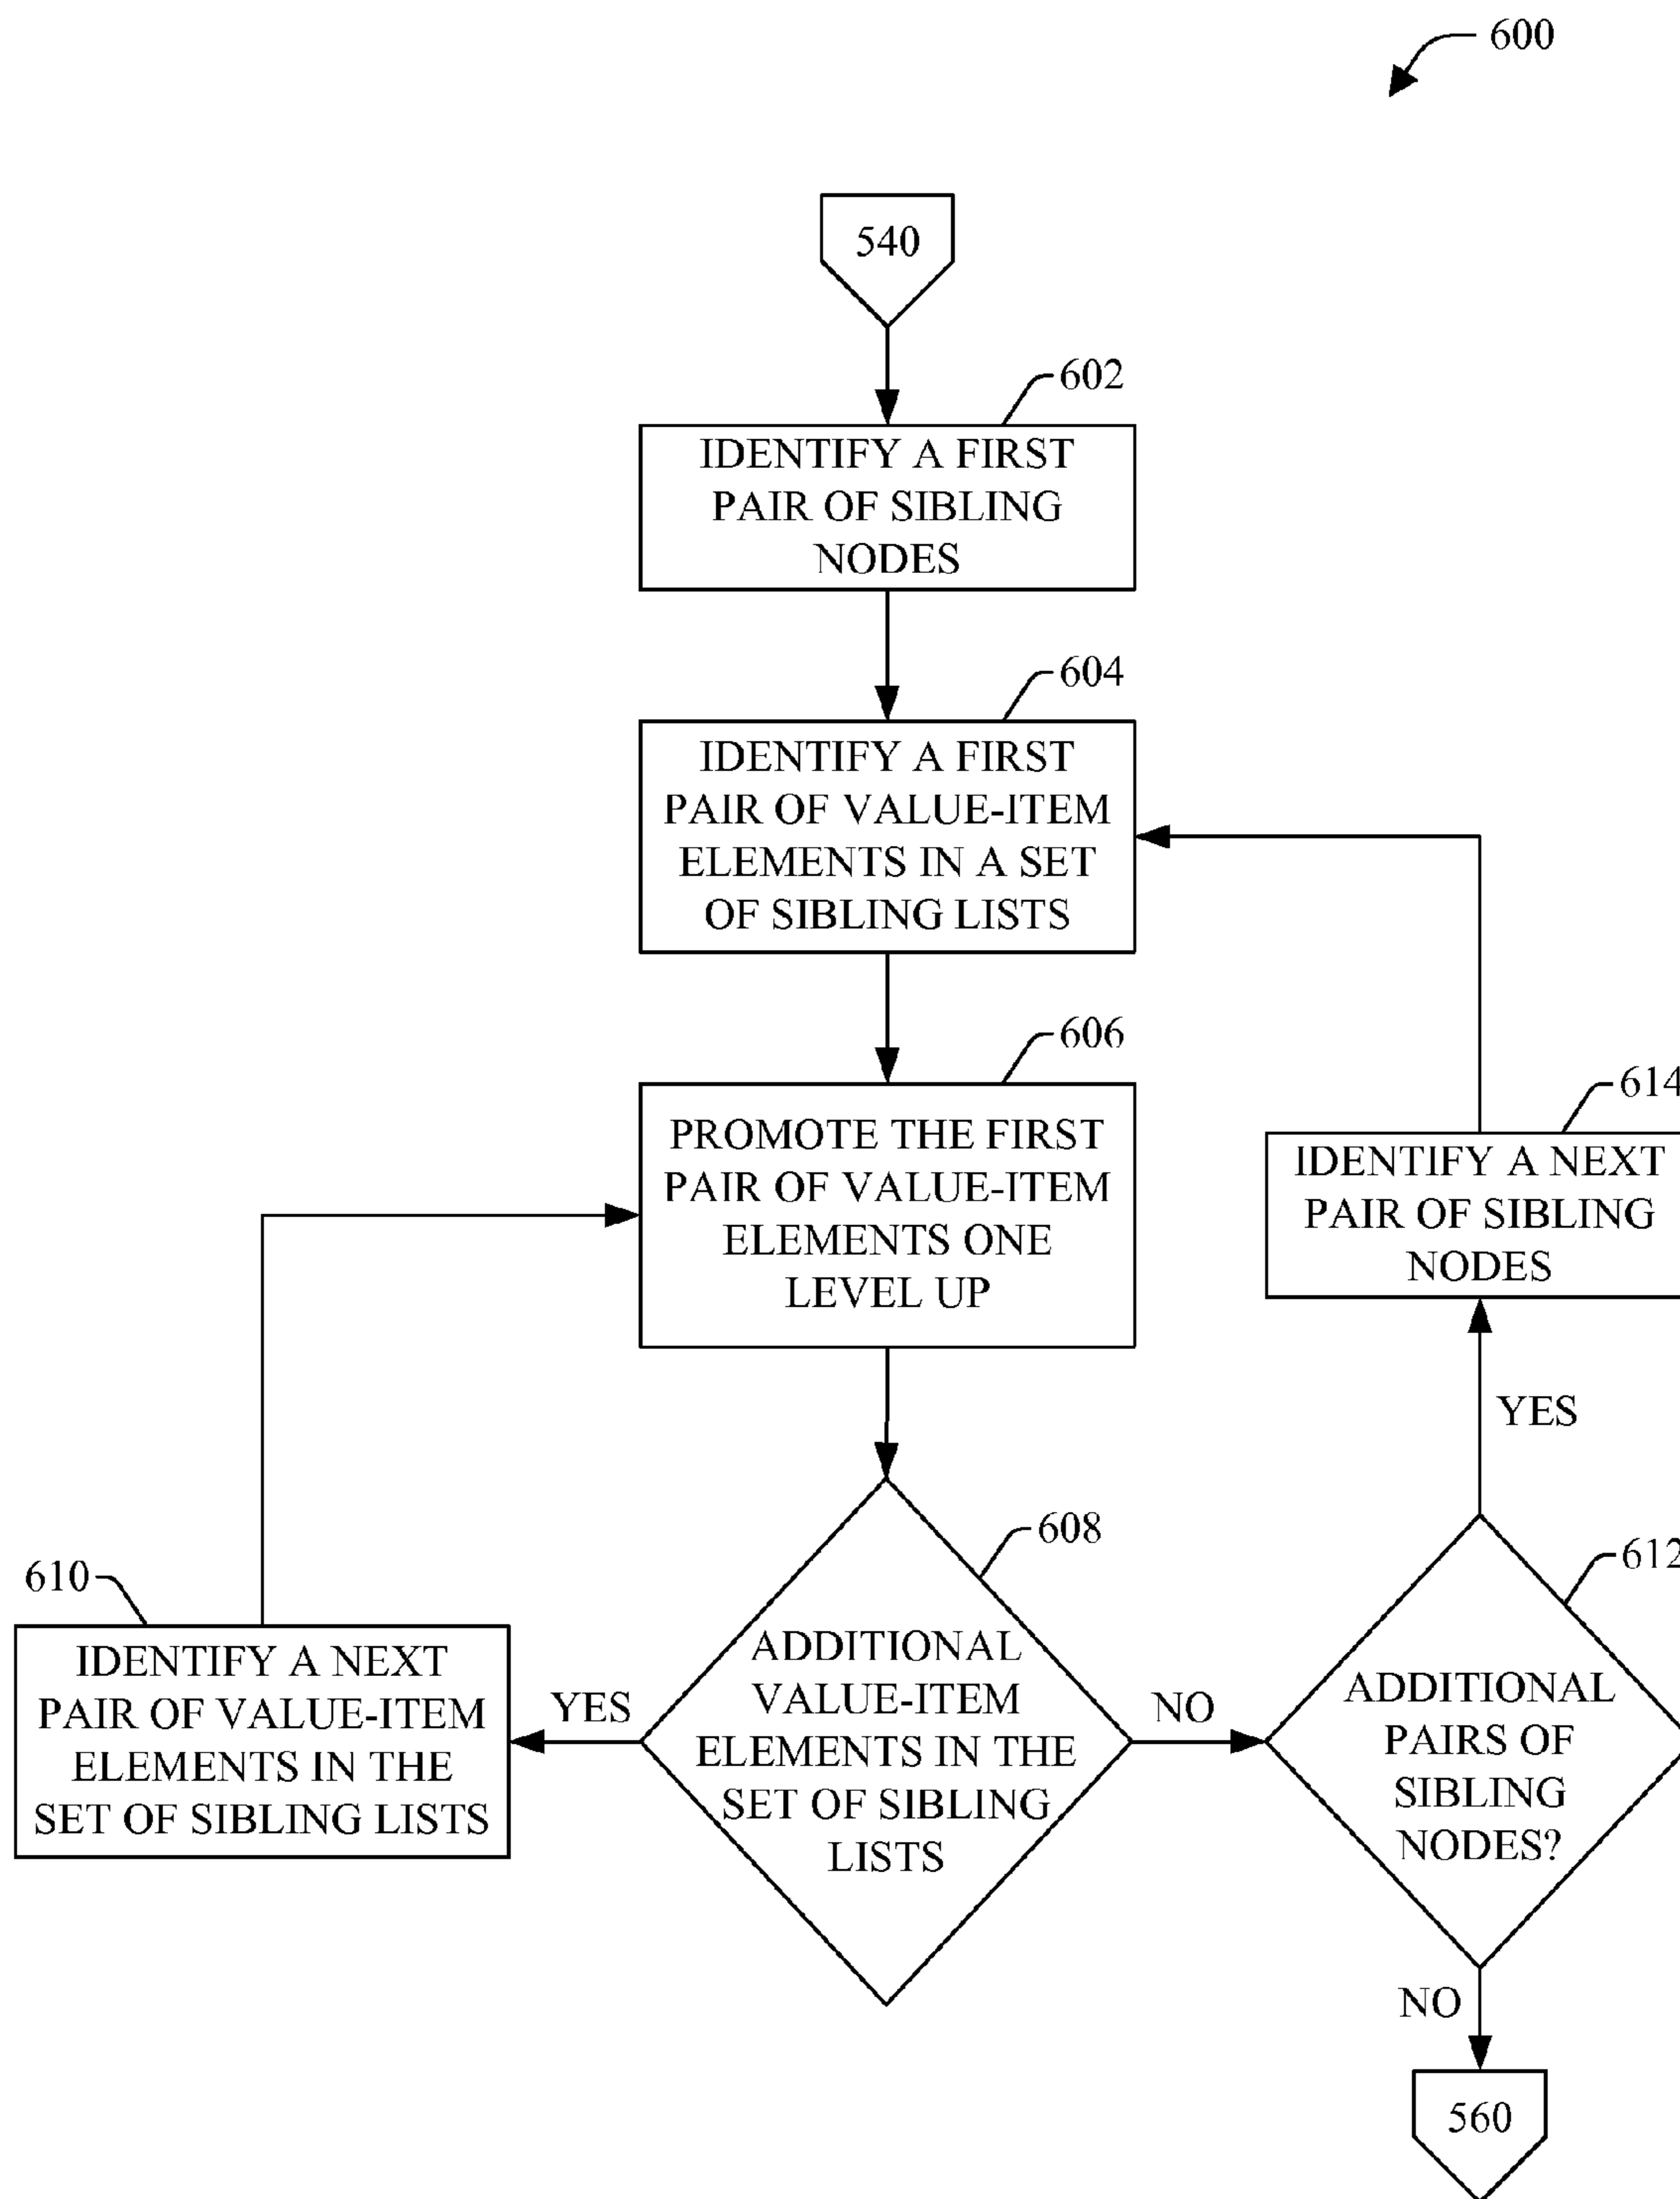 600
540
602
IDENTIFY A FIRST
PAIR OF SIBLING
NODES
604
IDENTIFY A FIRST
PAIR OF VALUE-ITEM
ELEMENTS IN A SET
OF SIBLING LISTS
606
PROMOTE THE FIRST
PAIR OF VALUE-ITEM
ELEMENTS ONE
LEVEL UP
614
IDENTIFY A NEXT
PAIR OF SIBLING
NODES
YES
608
ADDITIONAL
VALUE-ITEM
ELEMENTS IN THE
SET OF SIBLING
LISTS
YES
610
IDENTIFY A NEXT
PAIR OF VALUE-ITEM
ELEMENTS IN THE
SET OF SIBLING LISTS
NO
612
ADDITIONAL
PAIRS OF
SIBLING
NODES?
NO
560